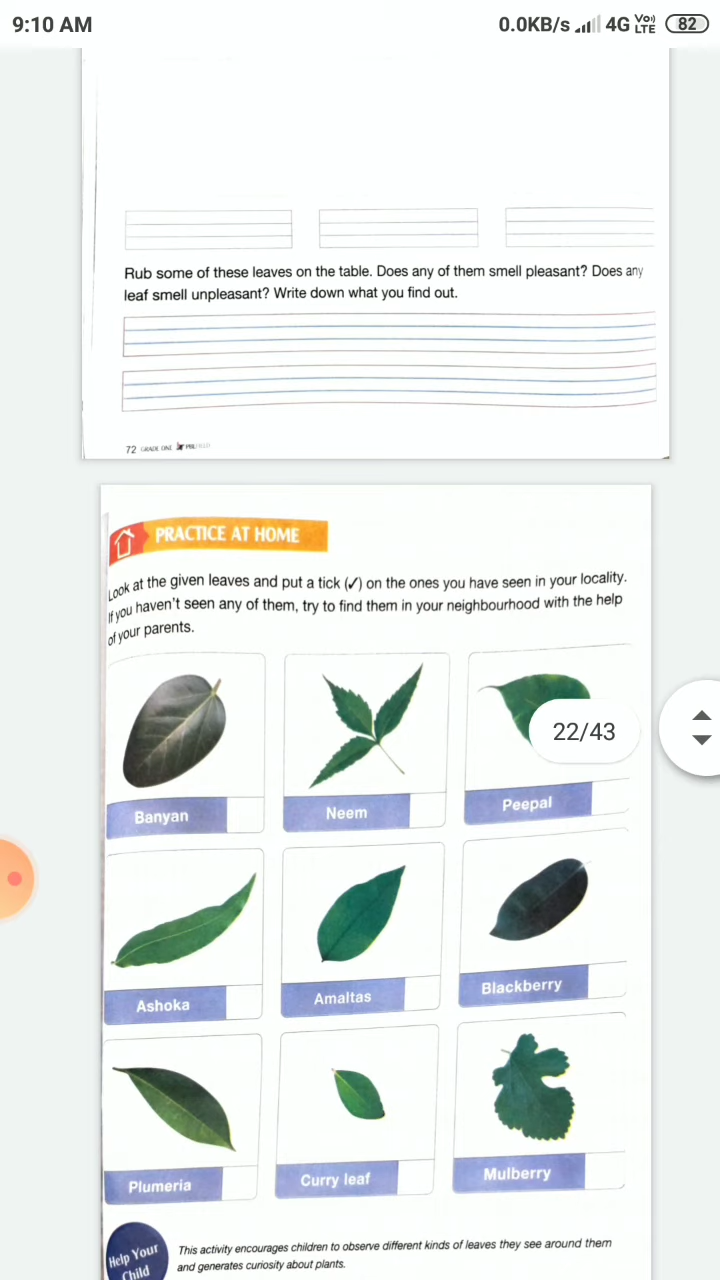 9:10 AM 0.0KB/s 4G Vo) LTE 82
Rub some of these leaves on the table. Does any of them smell pleasant? Does any
leaf smell unpleasant? Write down what you find out.
72 GRADE ONE
PRACTICE AT HOME
Look at the given leaves and put a tick (✓) on the ones you have seen in your locality.
If you haven't seen any of them, try to find them in your neighbourhood with the help
of your parents.
22/43
Banyan Neem Peepal
Ashoka Amaltas Blackberry
Plumeria Curry leaf Mulberry
Help Your
Child
This activity encourages children to observe different kinds of leaves they see around them
and generates curiosity about plants.